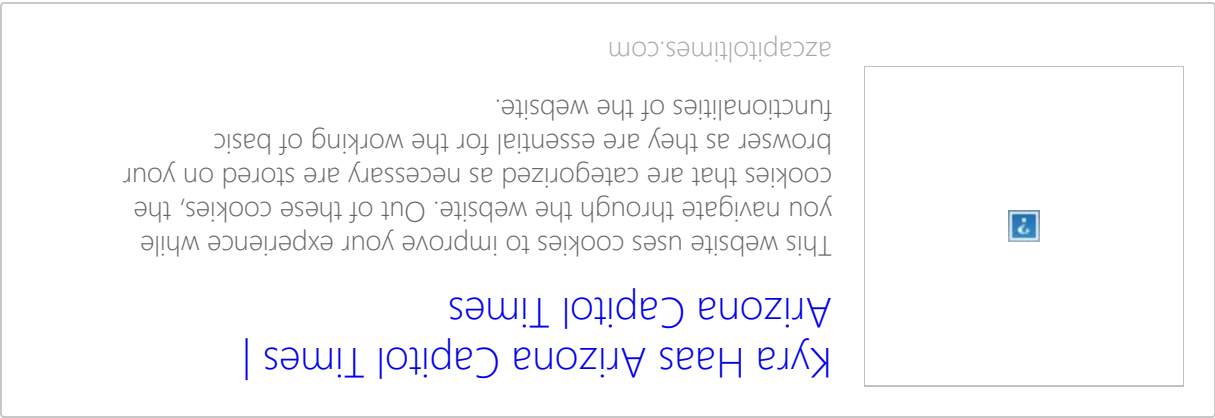 Kyra Haas Arizona Capitol Times |
Arizona Capitol Times
This website uses cookies to improve your experience while
you navigate through the website. Out of these cookies, the
cookies that are categorized as necessary are stored on your
browser as they are essential for the working of basic
functionalities of the website.
azcapitoltimes.com